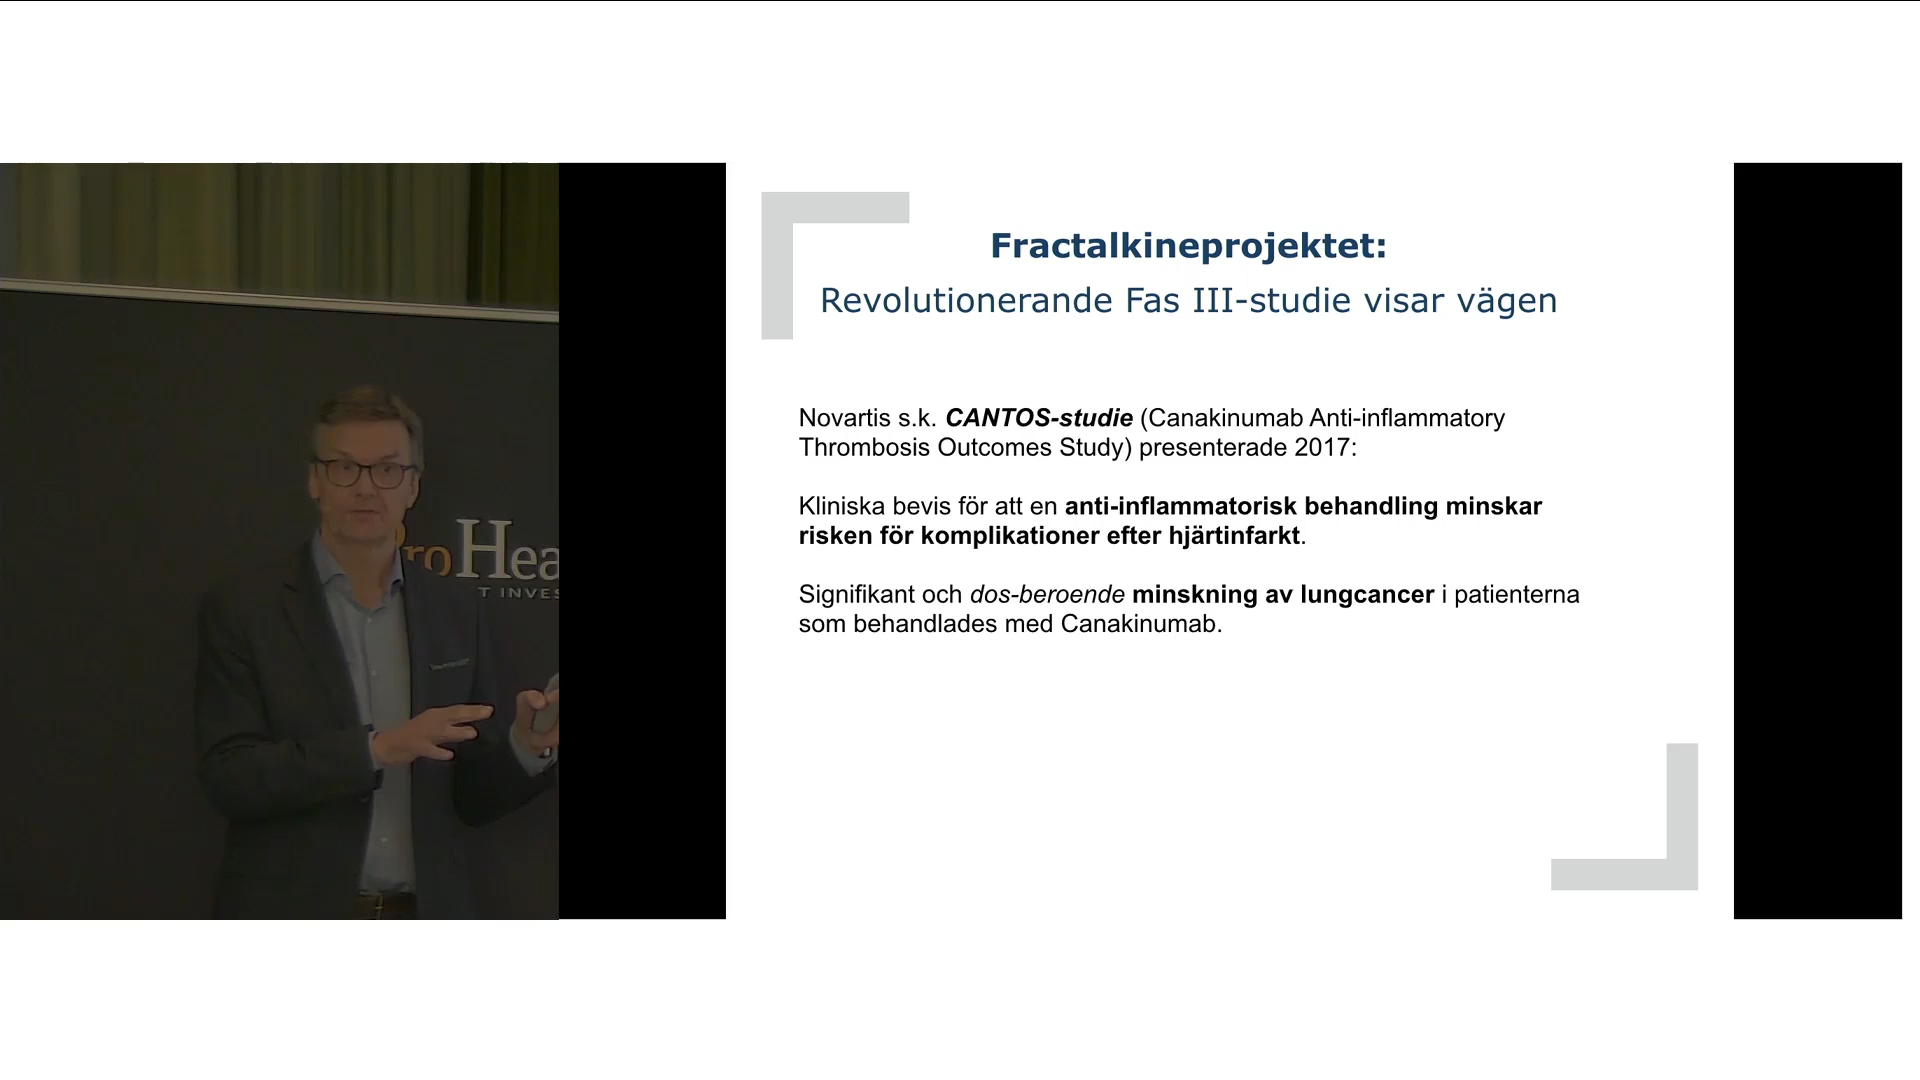 Fractalkineprojektet:
Revolutionerande Fas III-studie visar vägen
Novartis s.k. CANTOS-studie (Canakinumab Anti-inflammatory
Thrombosis Outcomes Study) presenterade 2017:
Kliniska bevis för att en anti-inflammatorisk behandling minskar
risken för komplikationer efter hjärtinfarkt.
Signifikant och dos-beroende minskning av lungcancer i patienterna
som behandlades med Canakinumab.